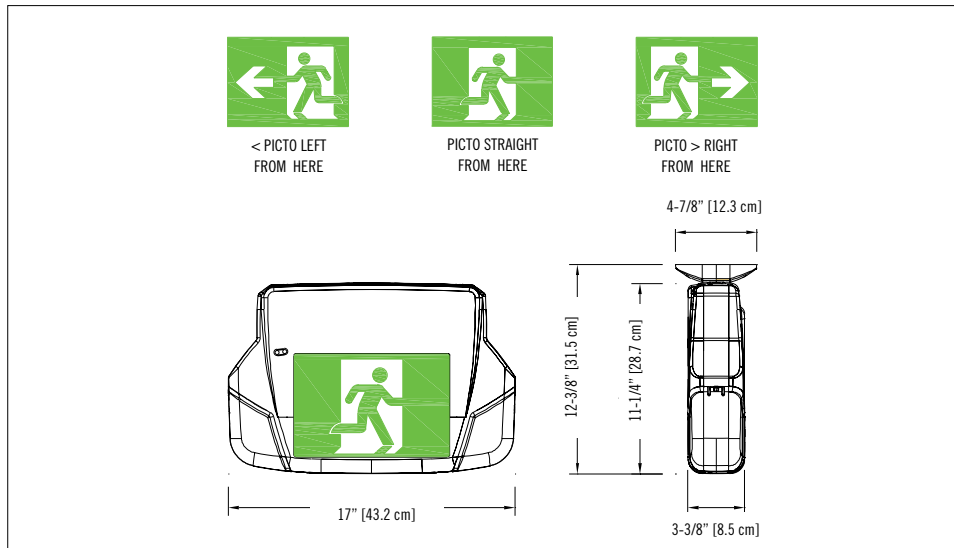 < PICTO LEFT
FROM HERE
PICTO STRAIGHT
FROM HERE
PICTO > RIGHT
FROM HERE
4-7/8” [12.3 cm]
12-3/8” [31.5 cm]
11-1/4” [28.7 cm]
17” [43.2 cm]
3-3/8” [8.5 cm]